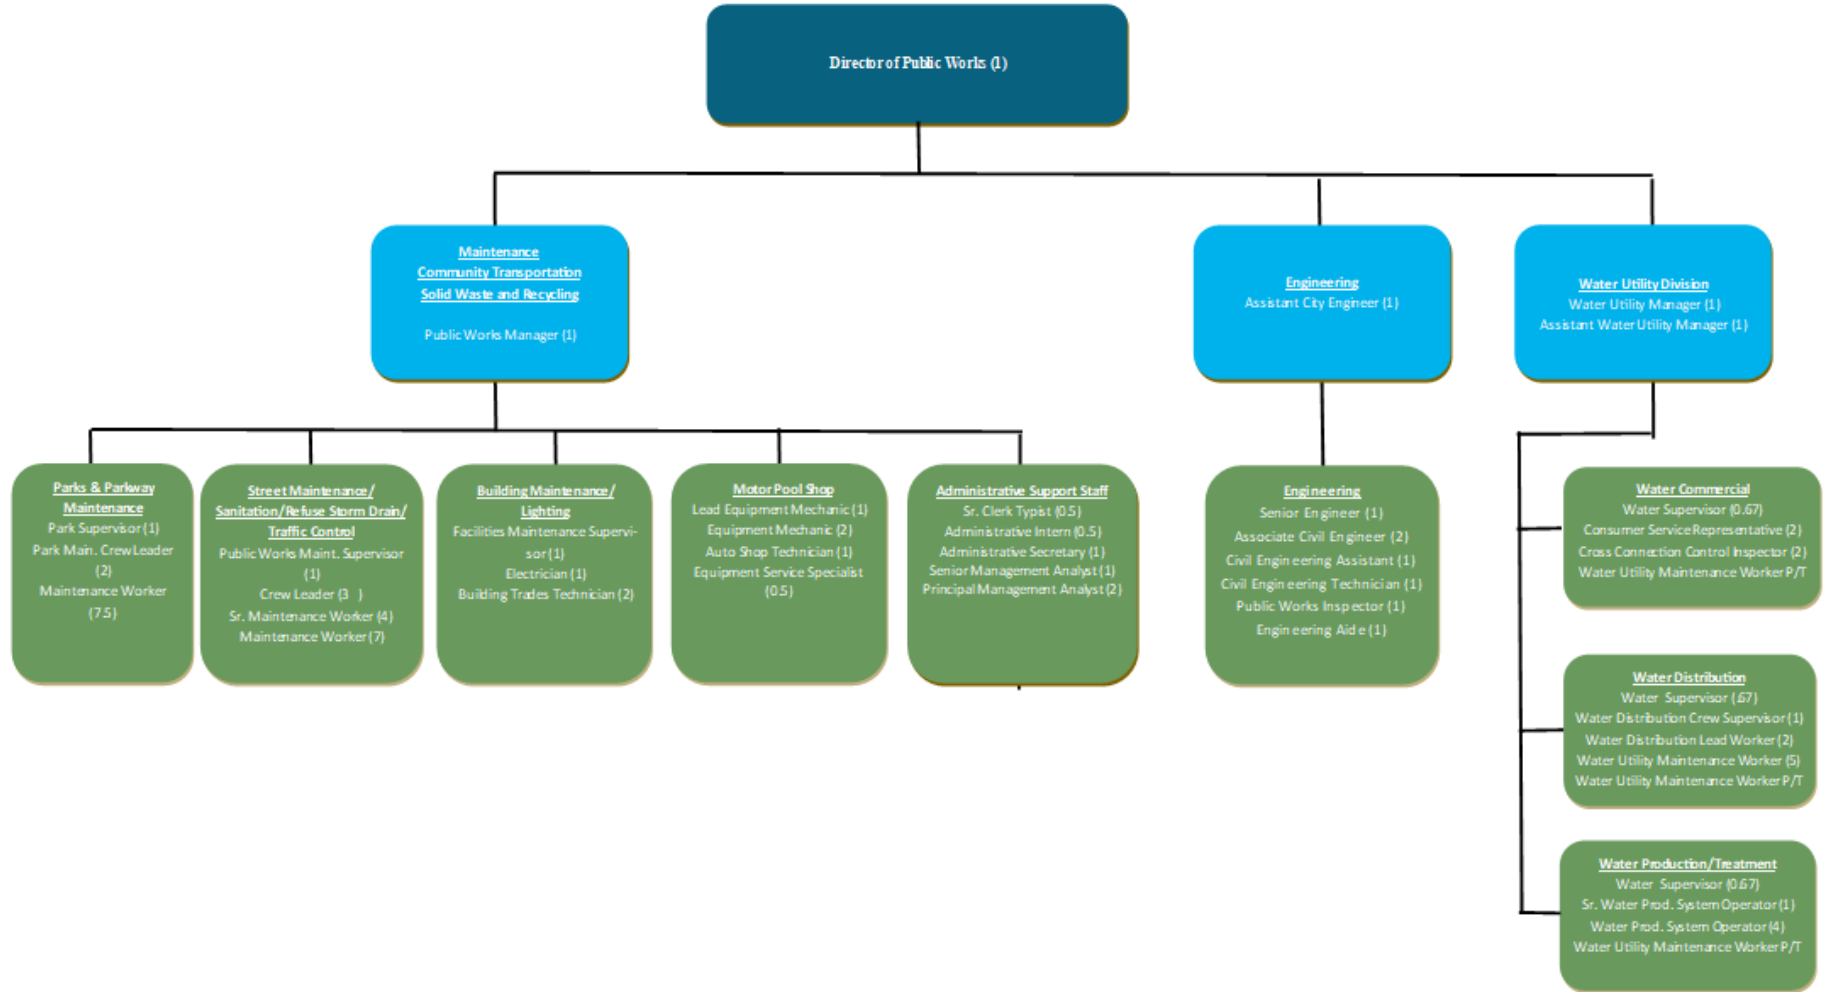 Director of Public Works (1)
Maintenance
Community Transportation
Solid Waste and Recycling
Public Works Manager (1)
Engineering
Assistant City Engineer (1)
Water Utility Division
Water Utility Manager (1)
Assistant Water Utility Manager (1)
Parks & Parkway
Maintenance
Park Supervisor (1)
Park Main. Crew Leader
(2)
Maintenance Worker
(7.5)
Street Maintenance/
Sanitation/Refuse Storm Drain/
Traffic Control
Public Works Maint. Supervisor
(1)
Crew Leader (3 )
Sr. Maintenance Worker (4)
Maintenance Worker (7)
Building Maintenance/
Lighting
Facilities Maintenance Supervi-
sor (1)
Electrician (1)
Building Trades Technician (2)
Motor Pool Shop
Lead Equipment Mechanic (1)
Equipment Mechanic (2)
Auto Shop Technician (1)
Equipment Service Specialist
(0.5)
Administrative Support Staff
Sr. Clerk Typist (0.5)
Administrative Intern (0.5)
Administrative Secretary (1)
Senior Management Analyst (1)
Principal Management Analyst (2)
Engineering
Senior Engineer (1)
Associate Civil Engineer (2)
Civil Engineering Assistant (1)
Civil Engineering Technician (1)
Public Works Inspector (1)
Engineering Aide (1)
Water Commercial
Water Supervisor (0.67)
Consumer Service Representative (2)
Cross Connection Control Inspector (2)
Water Utility Maintenance Worker P/T
Water Distribution
Water Supervisor (.67)
Water Distribution Crew Supervisor (1)
Water Distribution Lead Worker (2)
Water Utility Maintenance Worker (5)
Water Utility Maintenance Worker P/T
Water Production/Treatment
Water Supervisor (0.67)
Sr. Water Prod. System Operator (1)
Water Prod. System Operator (4)
Water Utility Maintenance Worker P/T